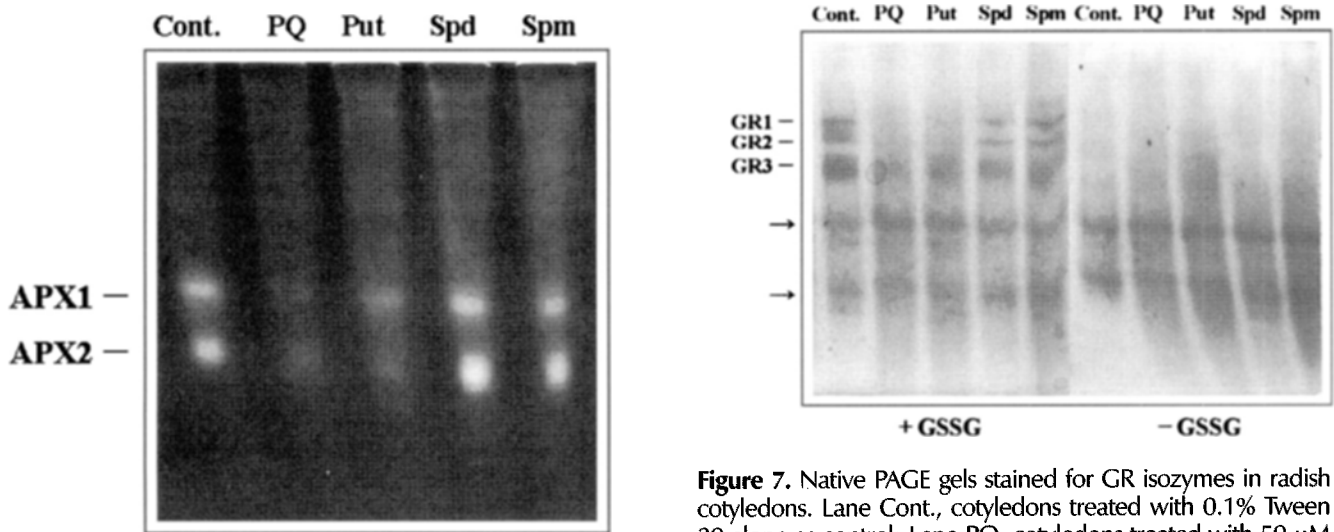 Cont. PQ Put Spd Spm
APX1
APX2
Cont. PQ Put Spd Spm Cont. PQ Put Spd Spm
GR1
GR2
GR3
→
→
+ GSSG − GSSG
Figure 7. Native PAGE gels stained for GR isozymes in radish
cotyledons. Lane Cont., cotyledons treated with 0.1% Tween